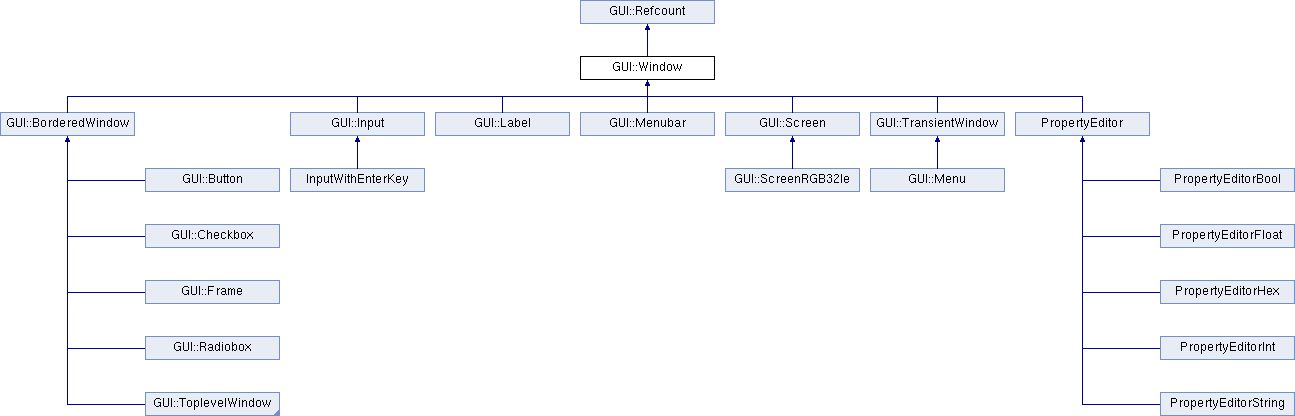 GUI::Refcount
GUI::Window
GUI::BorderedWindow
GUI::Input
GUI::Label
GUI::Menubar
GUI::Screen
GUI::TransientWindow
PropertyEditor
GUI::Button
InputWithEnterKey
GUI::ScreenRGB32le
GUI::Menu
PropertyEditorBool
GUI::Checkbox
PropertyEditorFloat
GUI::Frame
PropertyEditorHex
GUI::Radiobox
PropertyEditorInt
GUI::ToplevelWindow
PropertyEditorString